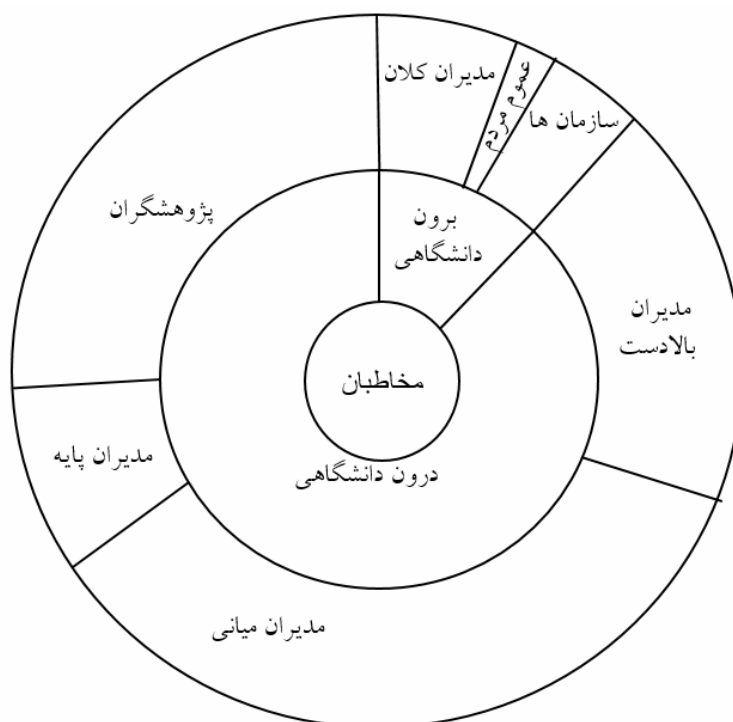 مدیران کلان
عموم مردم
سازمان ها
پژوهشگران
برون
دانشگاهی
مدیران
بالادست
مخاطبان
مدیران پایه
درون دانشگاهی
مدیران میانی